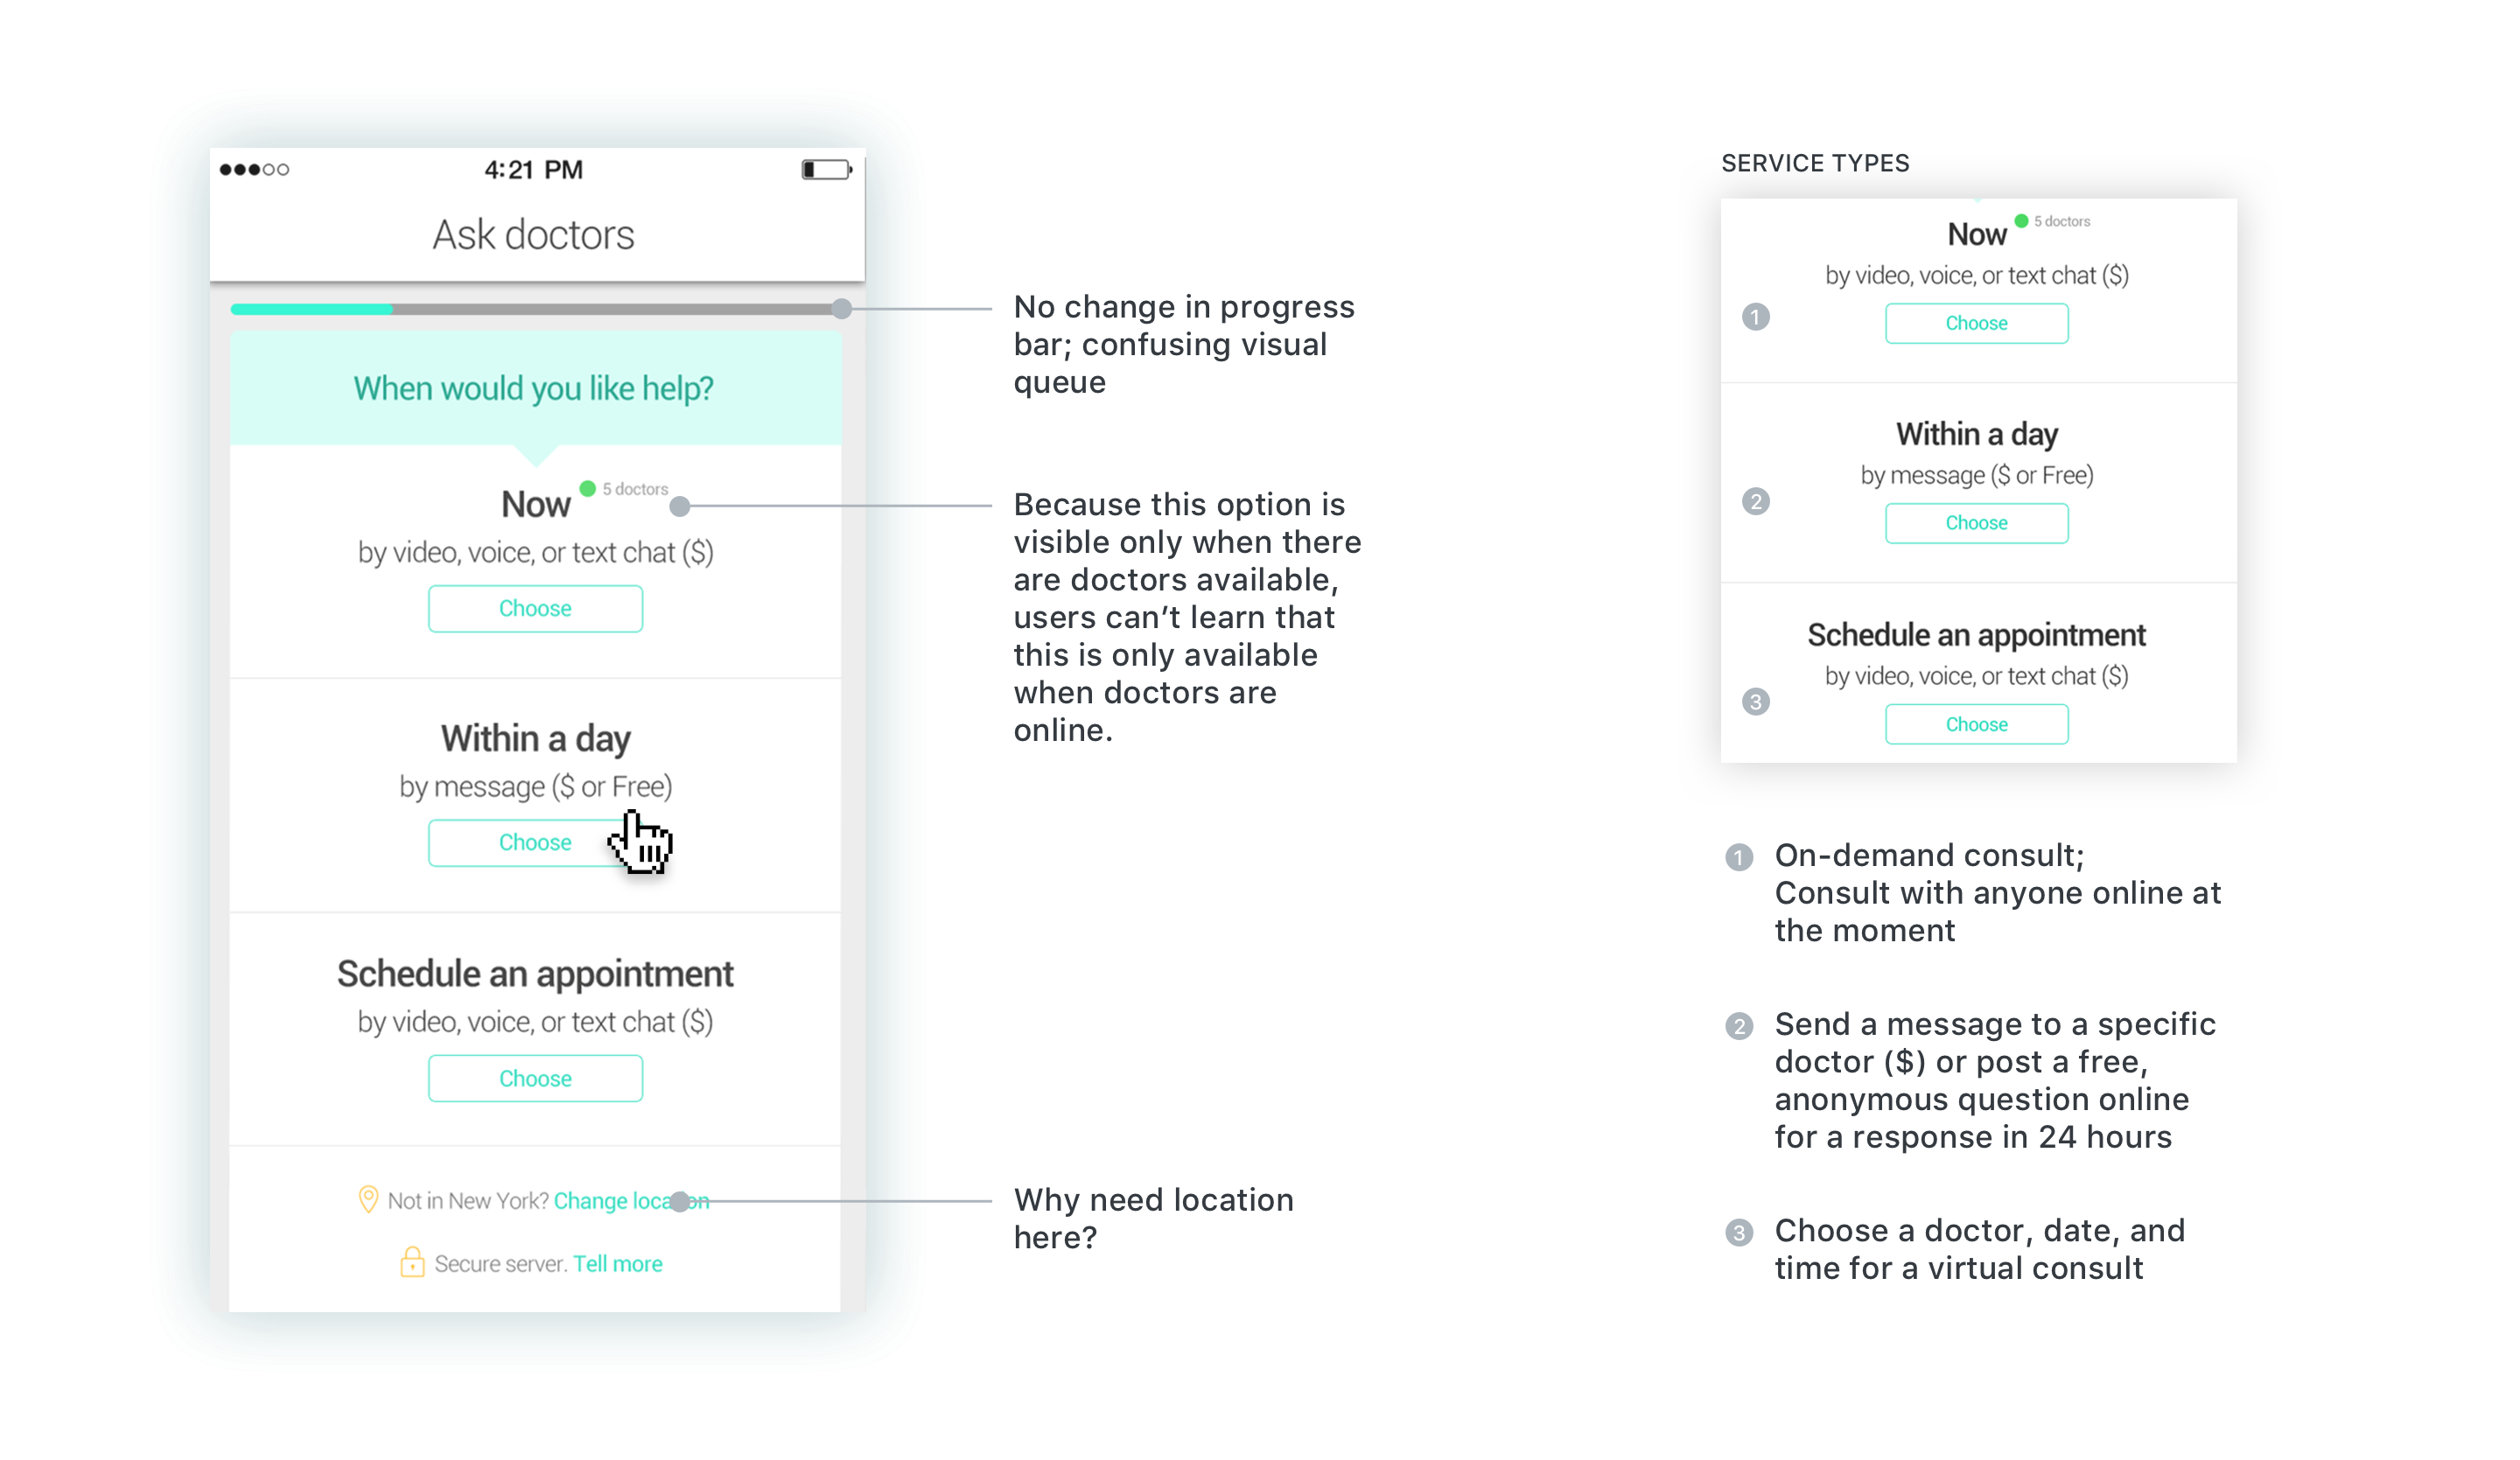 4:21 PM
Ask doctors
When would you like help?
Now
5 doctors
by video, voice, or text chat ($)
Choose
Within a day
by message ($ or Free)
Choose
Schedule an appointment
by video, voice, or text chat ($)
Choose
Not in New York? Change location
Secure server. Tell more
No change in progress
bar; confusing visual
queue
Because this option is
visible only when there
are doctors available,
users can’t learn that
this is only available
when doctors are
online.
Why need location
here?
SERVICE TYPES
Now
5 doctors
by video, voice, or text chat ($)
1
Choose
Within a day
by message ($ or Free)
2
Choose
Schedule an appointment
by video, voice, or text chat ($)
3
Choose
1 On-demand consult;
Consult with anyone online at
the moment
2 Send a message to a specific
doctor ($) or post a free,
anonymous question online
for a response in 24 hours
3 Choose a doctor, date, and
time for a virtual consult